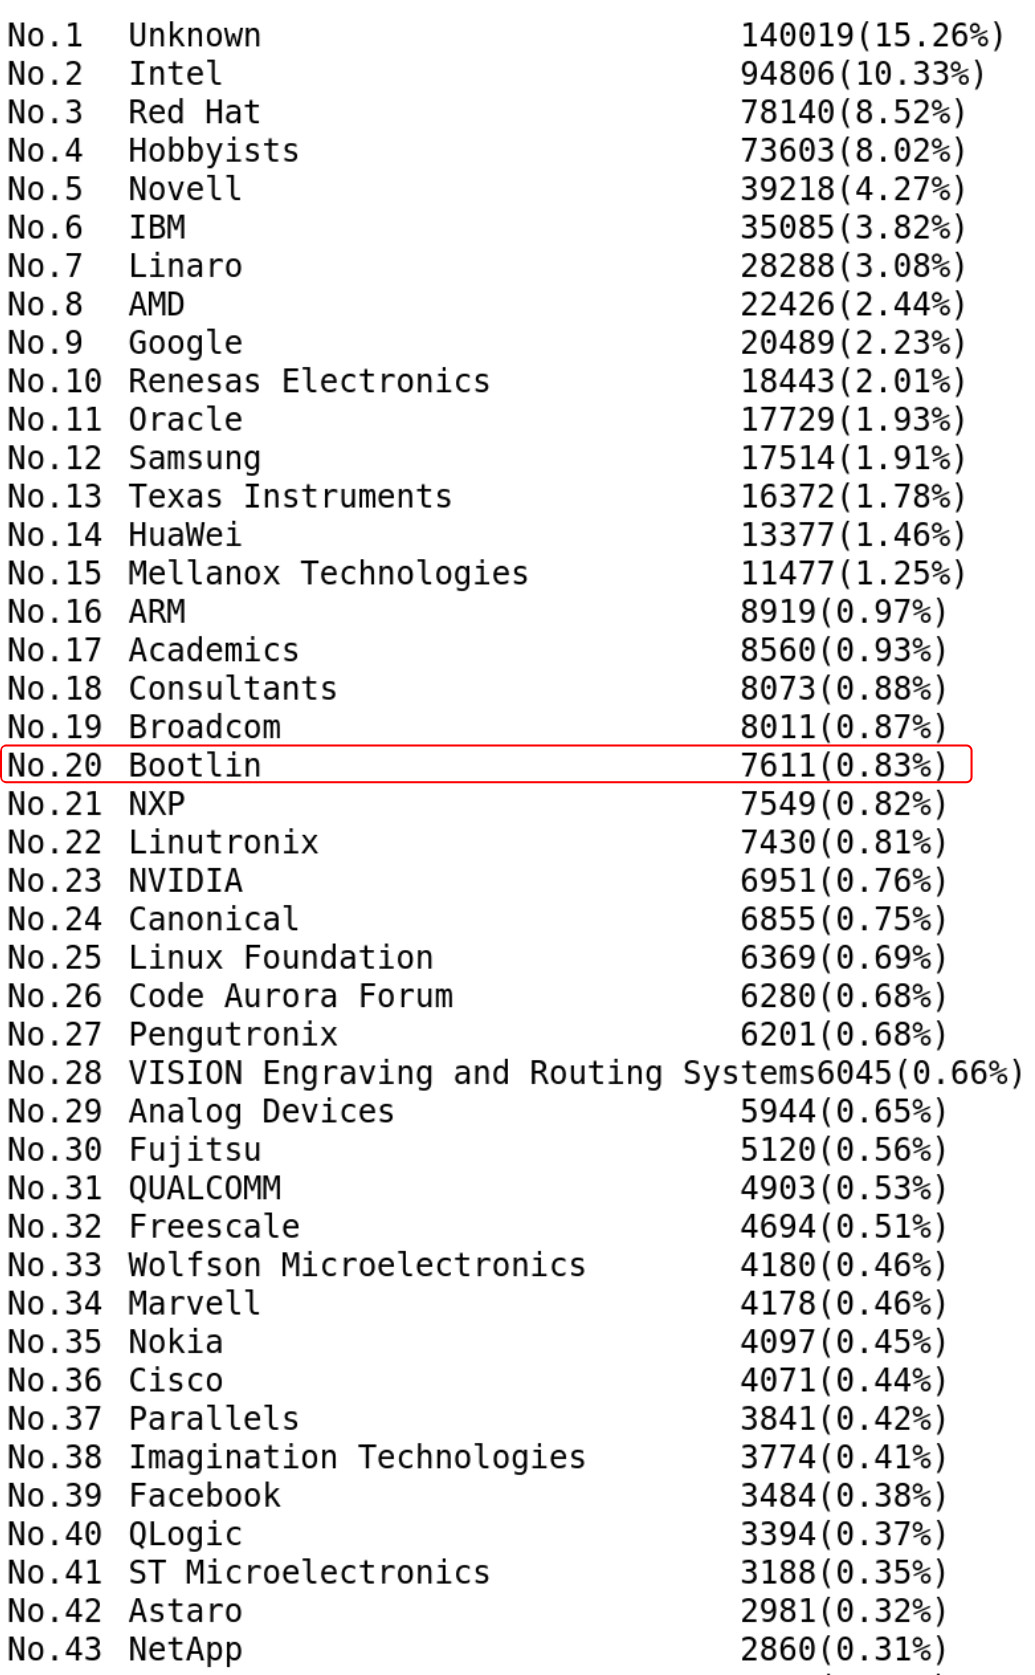 No.1 Unknown 140019(15.26%)
No.2 Intel 94806(10.33%)
No.3 Red Hat 78140(8.52%)
No.4 Hobbyists 73603(8.02%)
No.5 Novell 39218(4.27%)
No.6 IBM 35085(3.82%)
No.7 Linaro 28288(3.08%)
No.8 AMD 22426(2.44%)
No.9 Google 20489(2.23%)
No.10 Renesas Electronics 18443(2.01%)
No.11 Oracle 17729(1.93%)
No.12 Samsung 17514(1.91%)
No.13 Texas Instruments 16372(1.78%)
No.14 HuaWei 13377(1.46%)
No.15 Mellanox Technologies 11477(1.25%)
No.16 ARM 8919(0.97%)
No.17 Academics 8560(0.93%)
No.18 Consultants 8073(0.88%)
No.19 Broadcom 8011(0.87%)
No.20 Bootlin 7611(0.83%)
No.21 NXP 7549(0.82%)
No.22 Linutronix 7430(0.81%)
No.23 NVIDIA 6951(0.76%)
No.24 Canonical 6855(0.75%)
No.25 Linux Foundation 6369(0.69%)
No.26 Code Aurora Forum 6280(0.68%)
No.27 Pengutronix 6201(0.68%)
No.28 VISION Engraving and Routing Systems6045(0.66%)
No.29 Analog Devices 5944(0.65%)
No.30 Fujitsu 5120(0.56%)
No.31 QUALCOMM 4903(0.53%)
No.32 Freescale 4694(0.51%)
No.33 Wolfson Microelectronics 4180(0.46%)
No.34 Marvell 4178(0.46%)
No.35 Nokia 4097(0.45%)
No.36 Cisco 4071(0.44%)
No.37 Parallels 3841(0.42%)
No.38 Imagination Technologies 3774(0.41%)
No.39 Facebook 3484(0.38%)
No.40 QLogic 3394(0.37%)
No.41 ST Microelectronics 3188(0.35%)
No.42 Astaro 2981(0.32%)
No.43 NetApp 2860(0.31%)